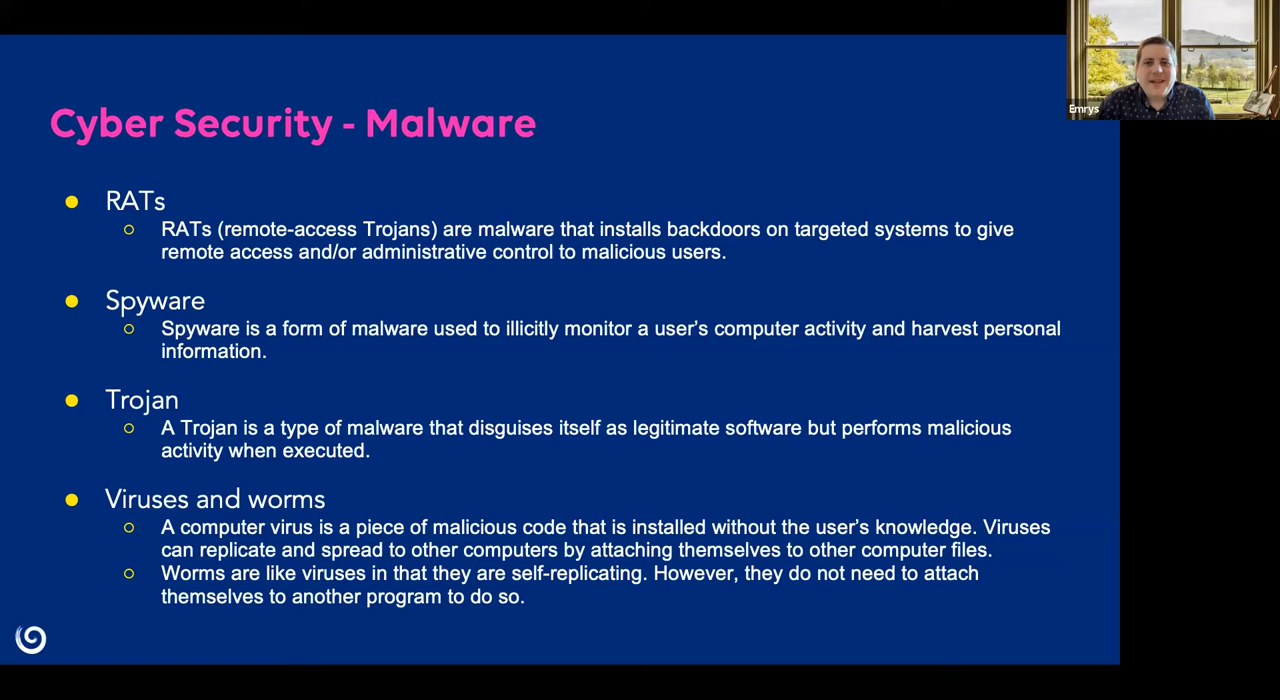 Emrys
Cyber Security - Malware
RATs
RATs (remote-access Trojans) are malware that installs backdoors on targeted systems to give
remote access and/or administrative control to malicious users.
Spyware
Spyware is a form of malware used to illicitly monitor a user’s computer activity and harvest personal
information.
Trojan
A Trojan is a type of malware that disguises itself as legitimate software but performs malicious
activity when executed.
Viruses and worms
A computer virus is a piece of malicious code that is installed without the user’s knowledge. Viruses
can replicate and spread to other computers by attaching themselves to other computer files.
Worms are like viruses in that they are self-replicating. However, they do not need to attach
themselves to another program to do so.